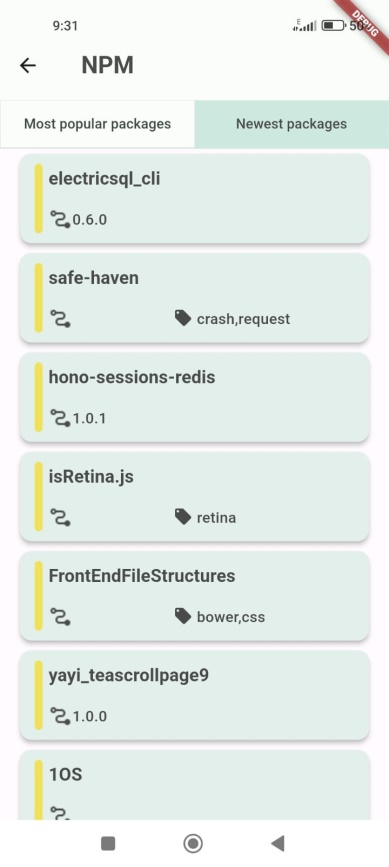 9:31
E
50
DEBUG
NPM
Most popular packages
Newest packages
electricsql_cli
0.6.0
safe-haven
crash,request
hono-sessions-redis
1.0.1
isRetina.js
retina
FrontEndFileStructures
bower,css
yayi_teascrollpage9
1.0.0
1OS